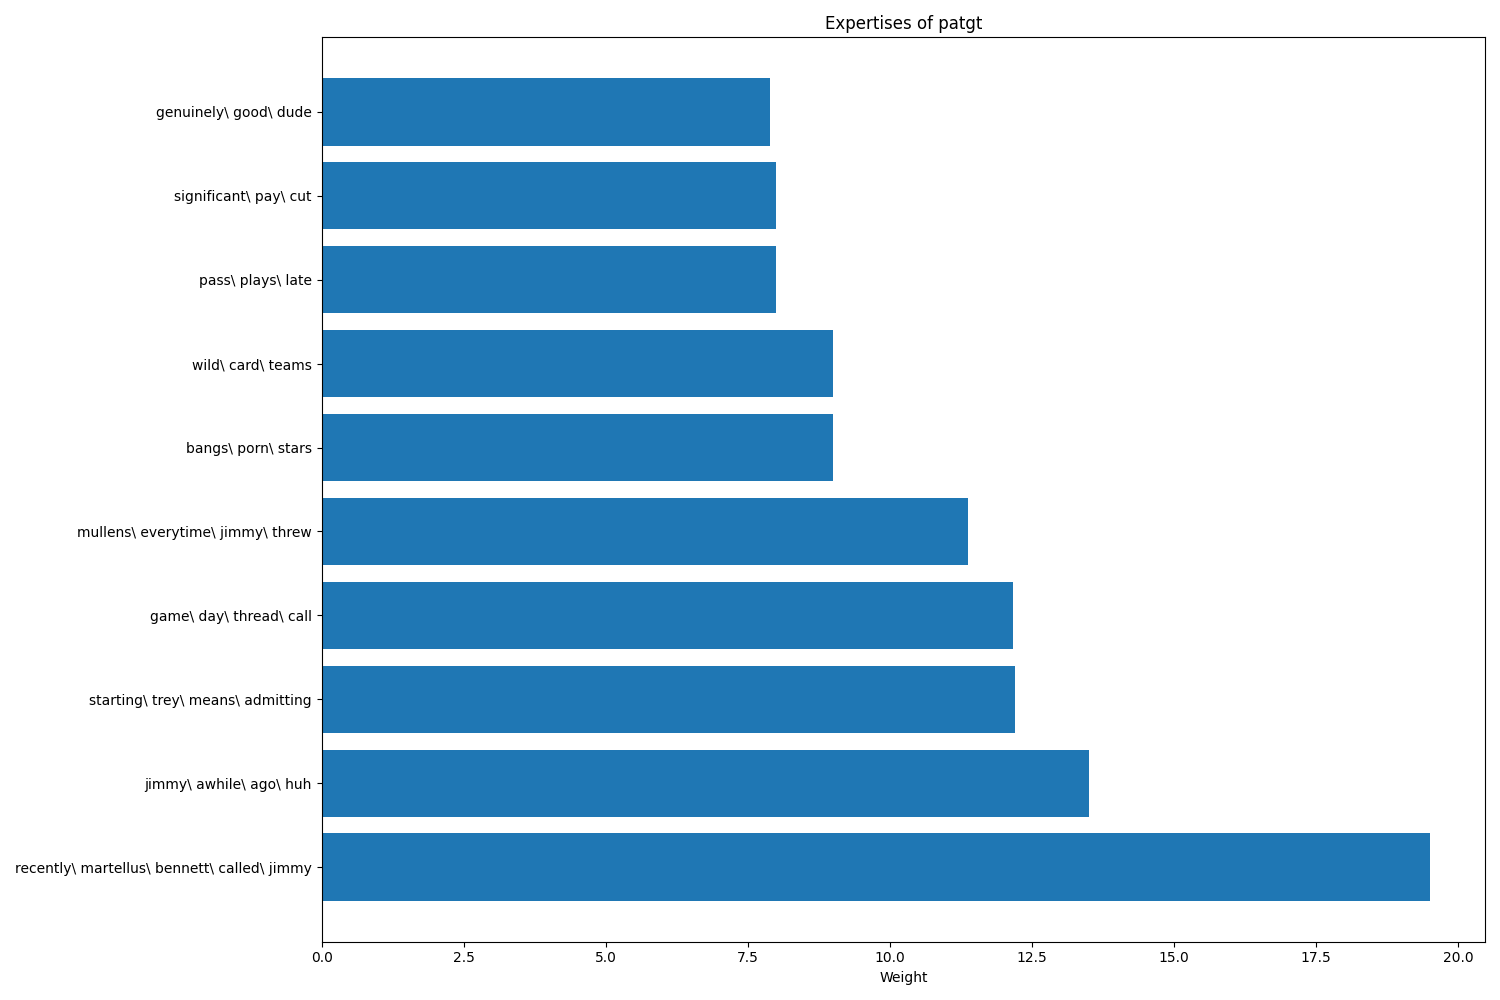 Expertises of patgt
genuinely\ good\ dude
significant\ pay\ cut
pass\ plays\ late
wild\ card\ teams
bangs\ porn\ stars
mullens\ everytime\ jimmy\ threw
game\ day\ thread\ call
starting\ trey\ means\ admitting
jimmy\ awhile\ ago\ huh
recently\ martellus\ bennett\ called\ jimmy
0.0 2.5 5.0 7.5 10.0 12.5 15.0 17.5 20.0
Weight